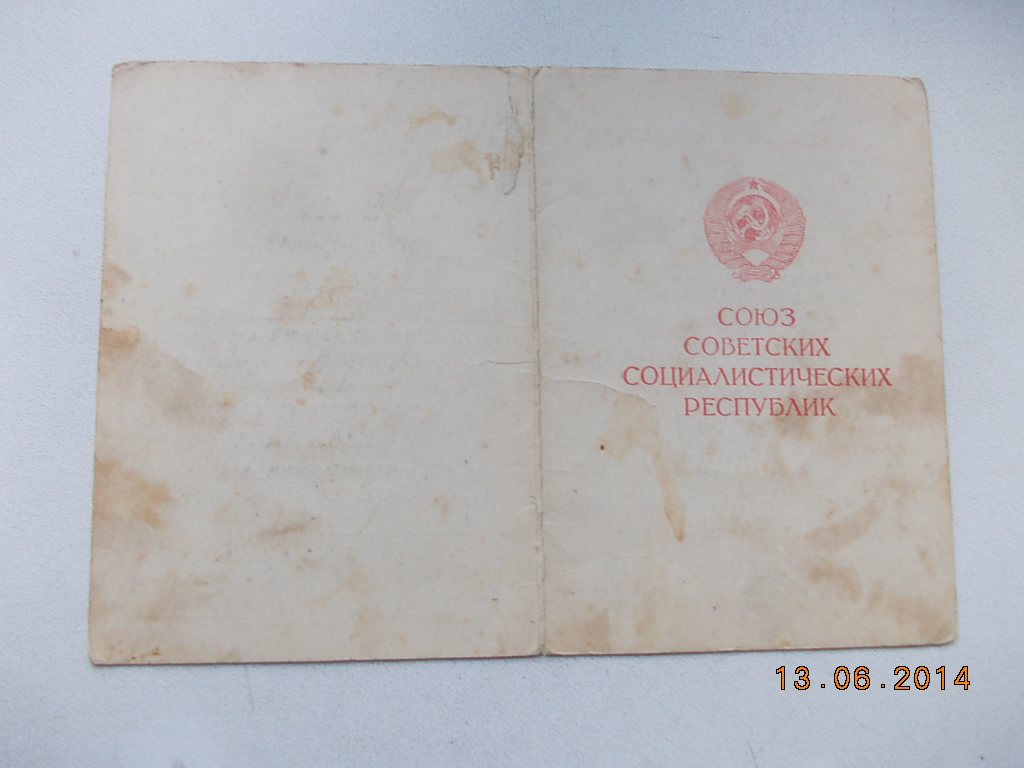 СОЮЗ
СОВЕТСКИХ
СОЦИАЛИСТИЧЕСКИХ
РЕСПУБЛИК
13.06.2014